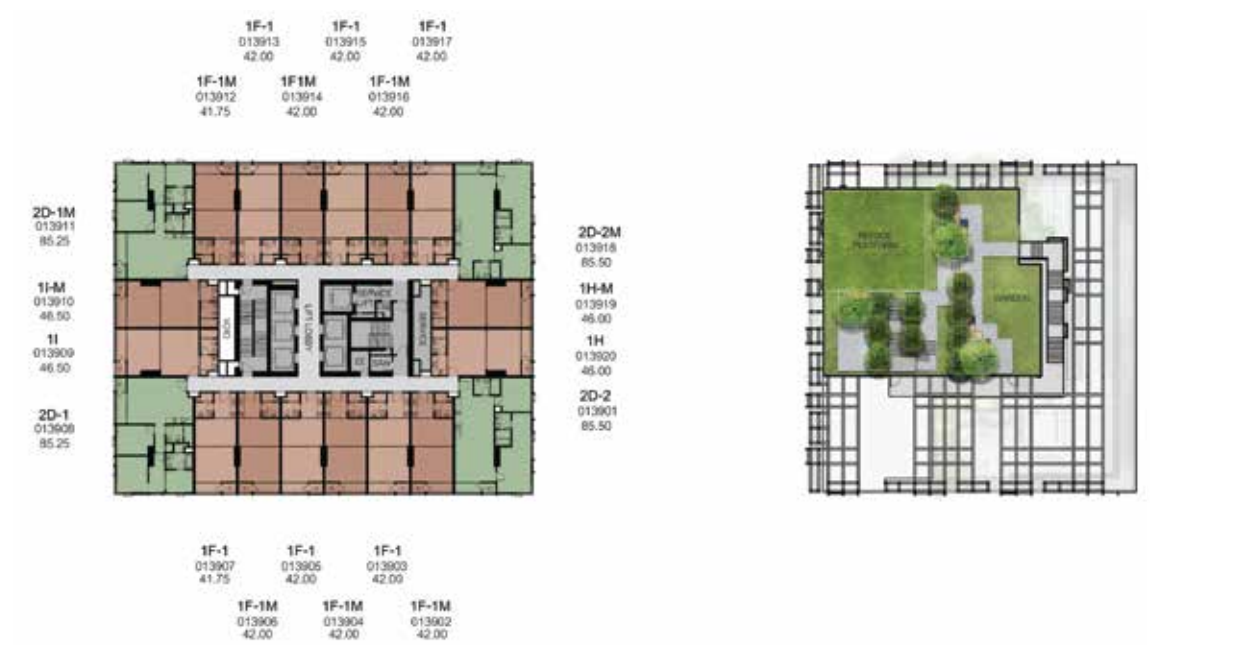 1F-1
013913
42.00
1F-1
013915
42.00
1F-1
013917
42.00
1F-1M
013912
41.75
1F1M
013914
42.00
1F-1M
013916
42.00
2D-1M
013911
85.25
1I-M
013910
46.50
1I
013909
46.50
2D-1
013908
85.25
VOID
LIFT LOBBY
SERVICE
LIFT
SERVICE
2D-2M
013918
85.50
1H-M
013919
46.00
1H
013920
46.00
2D-2
013901
85.50
GARDEN
1F-1
013907
41.75
1F-1
013905
42.00
1F-1
013903
42.00
1F-1M
013906
42.00
1F-1M
013904
42.00
1F-1M
013902
42.00